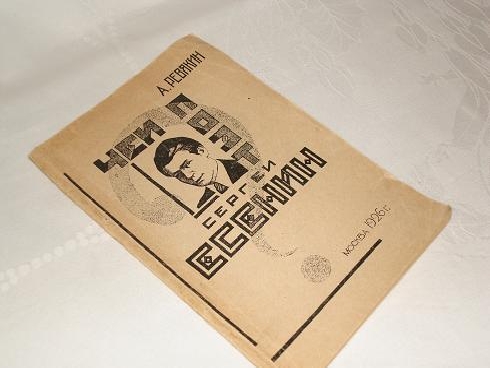 А. РЕВЯКИН
ЧЕЙ
ПОЭТ
СЕРГЕЙ
ЕСЕНИН
МОСКВА 1926 г.